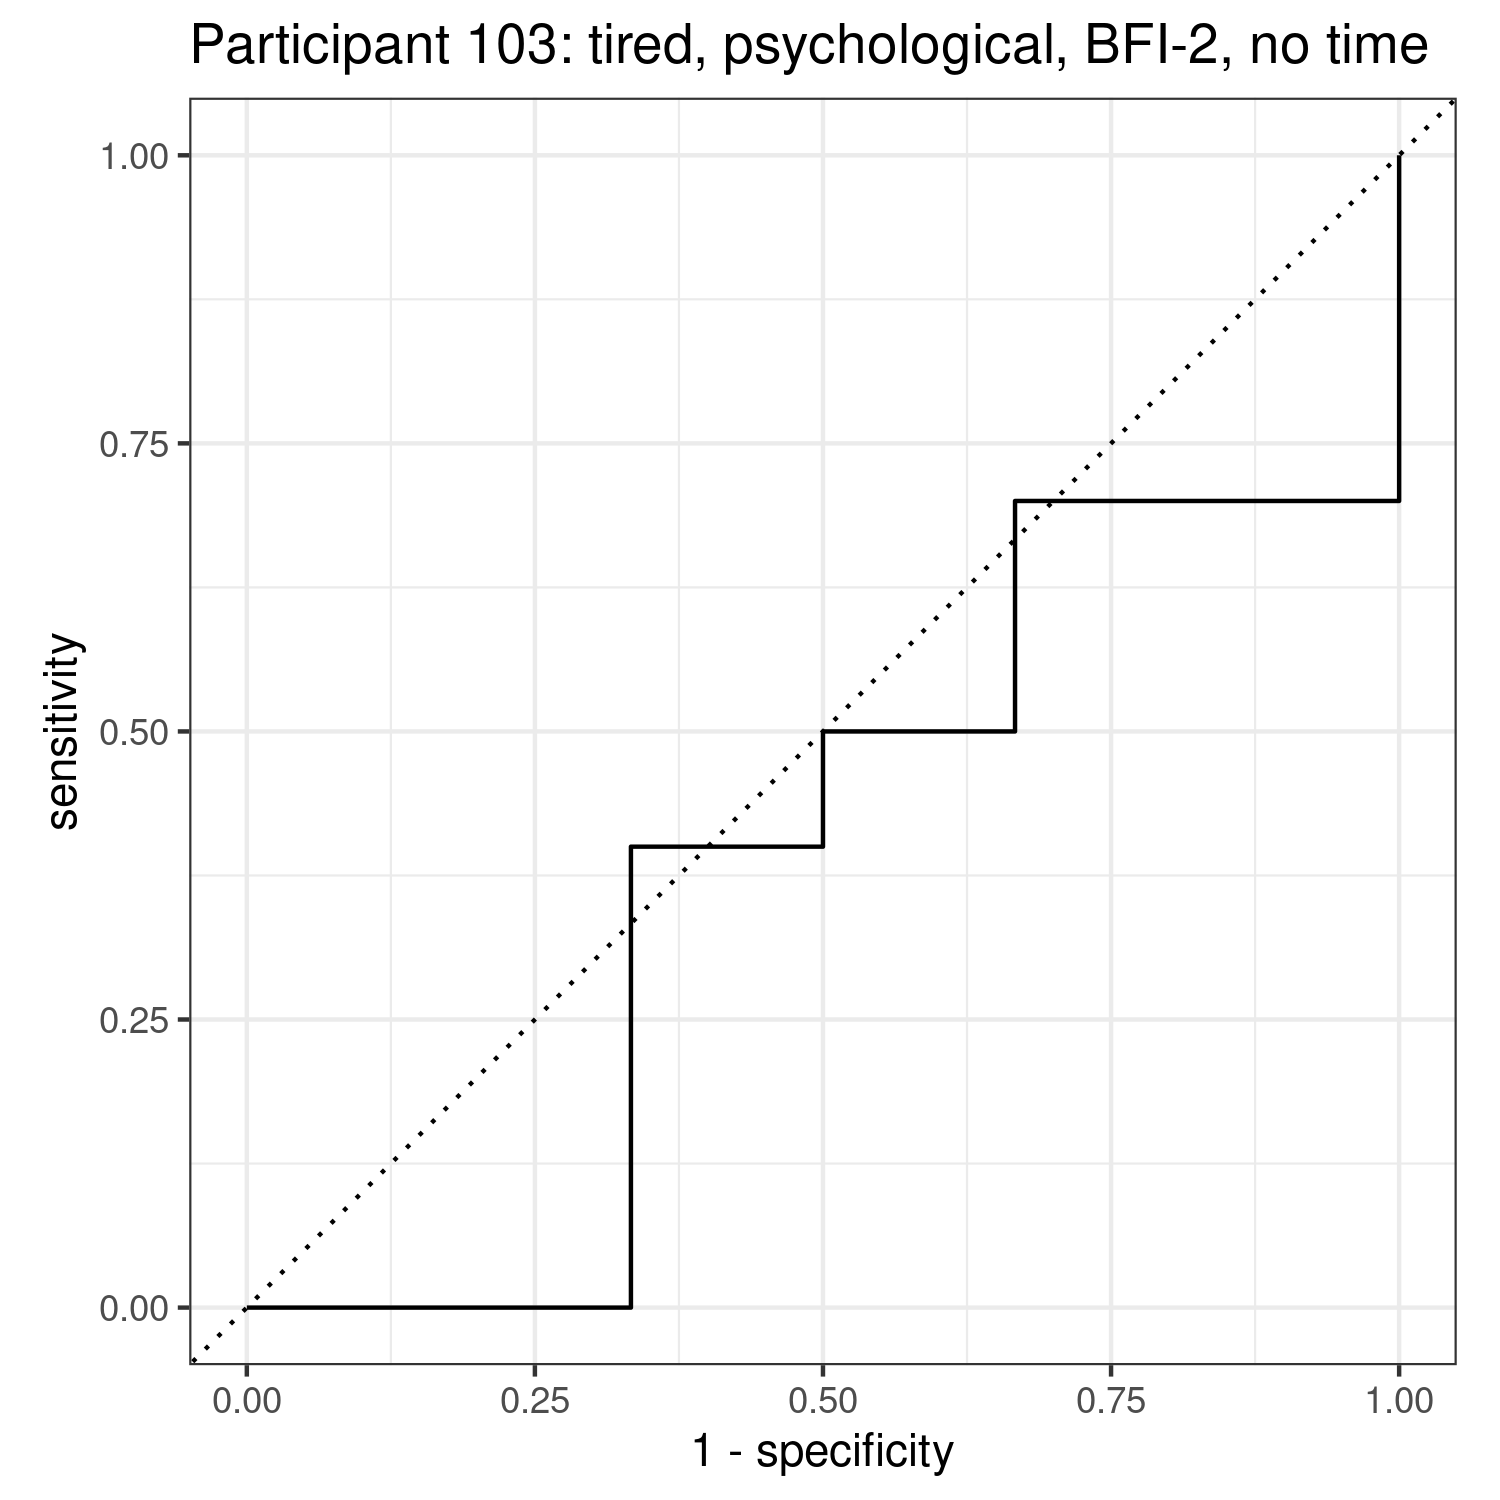 Participant 103: tired, psychological, BFI-2, no time
1.00
0.75
0.50
0.25
0.00
sensitivity
0.00 0.25 0.50 0.75 1.00
1 - specificity